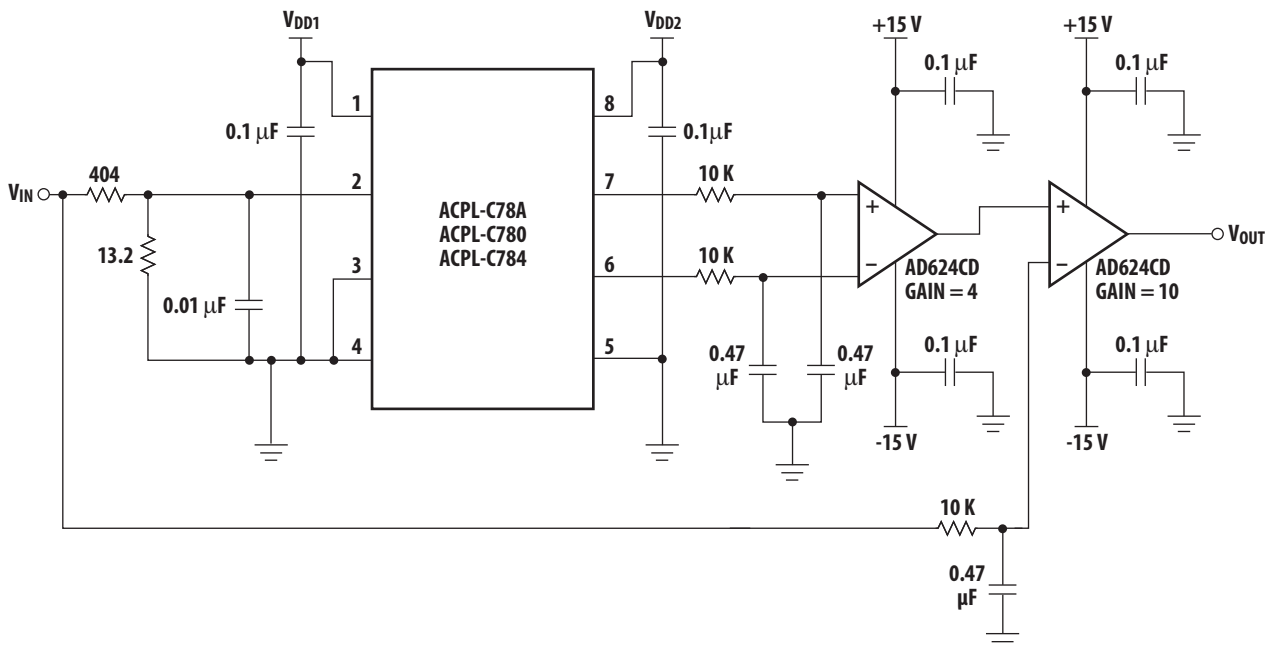 VDD1
VDD2
+15 V
+15 V
0.1 μF
0.1 μF
1
8
0.1 μF
0.1μF
404
2
7
10 K
VIN
ACPL-C78A
ACPL-C780
ACPL-C784
+
+
VOUT
13.2
3
6
10 K
−
−
AD624CD
GAIN = 4
AD624CD
GAIN = 10
0.01 μF
4
5
0.47
μF
0.47
μF
0.1 μF
0.1 μF
-15 V
-15 V
10 K
0.47
μF